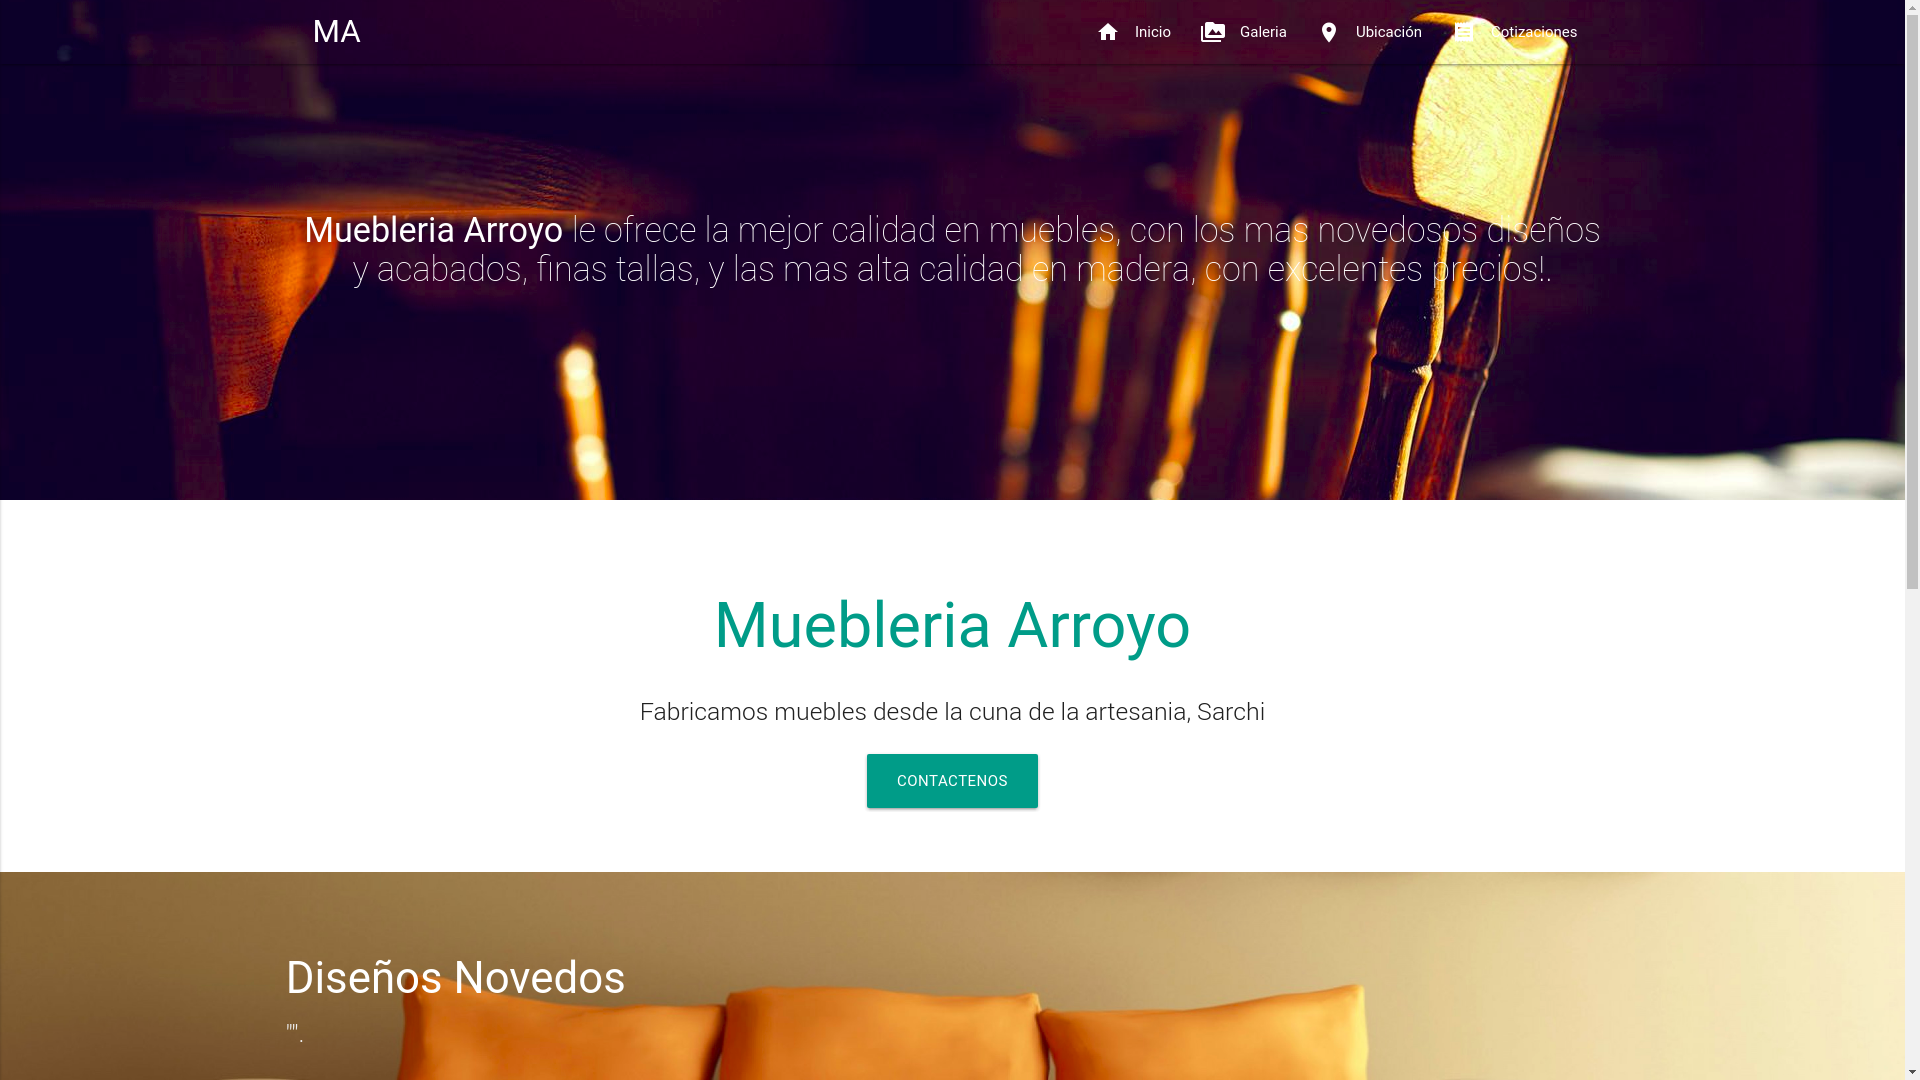 MA
Inicio
Galeria
Ubicación
Cotizaciones
Muebleria Arroyo le ofrece la mejor calidad en muebles, con los mas novedosos diseños
y acabados, finas tallas, y las mas alta calidad en madera, con excelentes precios!.
Muebleria Arroyo
Fabricamos muebles desde la cuna de la artesania, Sarchi
CONTACTENOS
Diseños Novedos
"".